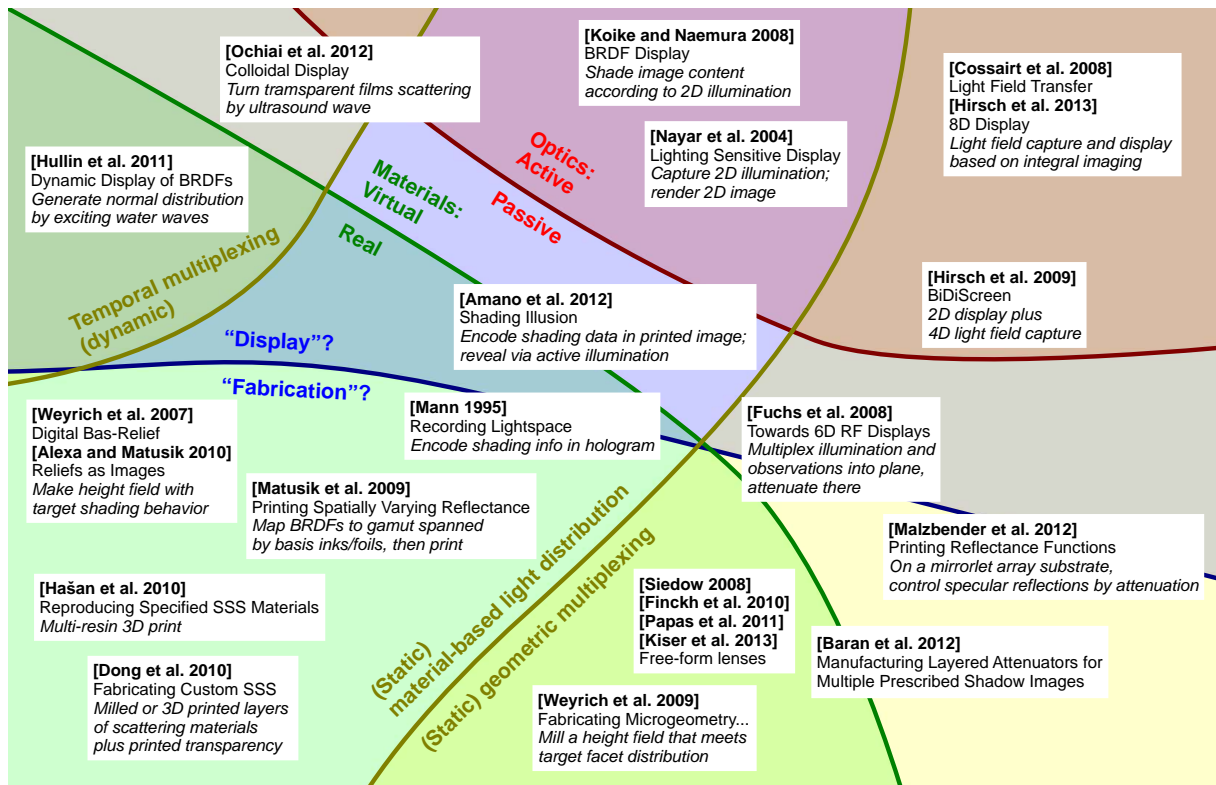 [Ochiai et al. 2012]
Colloidal Display
Turn tramsparent films scattering
by ultrasound wave
[Koike and Naemura 2008]
BRDF Display
Shade image content
according to 2D illumination
[Cossairt et al. 2008]
Light Field Transfer
[Hirsch et al. 2013]
8D Display
Light field capture and display
based on integral imaging
[Hullin et al. 2011]
Dynamic Display of BRDFs
Generate normal distribution
by exciting water waves
Materials:
Virtual
Real
Optics:
Active
Passive
[Nayar et al. 2004]
Lighting Sensitive Display
Capture 2D illumination;
render 2D image
Temporal multiplexing
(dynamic)
[Amano et al. 2012]
Shading Illusion
Encode shading data in printed image;
reveal via active illumination
[Hirsch et al. 2009]
BiDiScreen
2D display plus
4D light field capture
“Display”?
“Fabrication”?
[Weyrich et al. 2007]
Digital Bas-Relief
[Alexa and Matusik 2010]
Reliefs as Images
Make height field with
target shading behavior
[Mann 1995]
Recording Lightspace
Encode shading info in hologram
[Fuchs et al. 2008]
Towards 6D RF Displays
Multiplex illumination and
observations into plane,
attenuate there
[Matusik et al. 2009]
Printing Spatially Varying Reflectance
Map BRDFs to gamut spanned
by basis inks/foils, then print
[Malzbender et al. 2012]
Printing Reflectance Functions
On a mirrorlet array substrate,
control specular reflections by attenuation
[Hašan et al. 2010]
Reproducing Specified SSS Materials
Multi-resin 3D print
(Static)
material-based light distribution
(Static) geometric multiplexing
[Siedow 2008]
[Finckh et al. 2010]
[Papas et al. 2011]
[Kiser et al. 2013]
Free-form lenses
[Baran et al. 2012]
Manufacturing Layered Attenuators for
Multiple Prescribed Shadow Images
[Dong et al. 2010]
Fabricating Custom SSS
Milled or 3D printed layers
of scattering materials
plus printed transparency
[Weyrich et al. 2009]
Fabricating Microgeometry...
Mill a height field that meets
target facet distribution